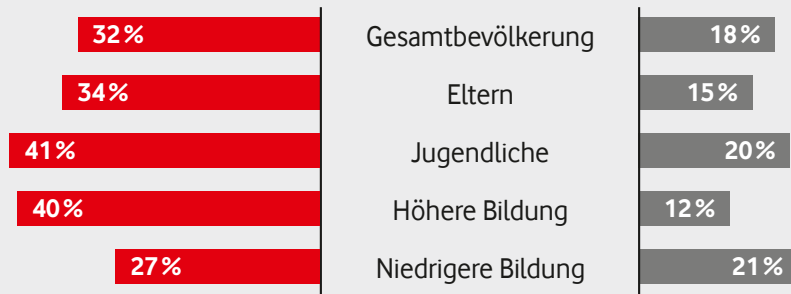 32% Gesamtbevölkerung 18%
34% Eltern 15%
41% Jugendliche 20%
40% Höhere Bildung 12%
27% Niedrigere Bildung 21%